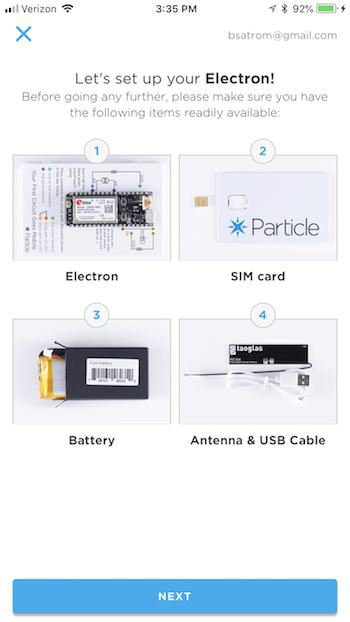 Verizon 3:35 PM 92%
bsatrom@gmail.com
Let's set up your Electron!
Before going any further, please make sure you have
the following items readily available:
1
2
Your First Circuit Goes Mobile
Particle
Particle
Electron
SIM card
3
4
taoglas
Battery
Antenna & USB Cable
NEXT